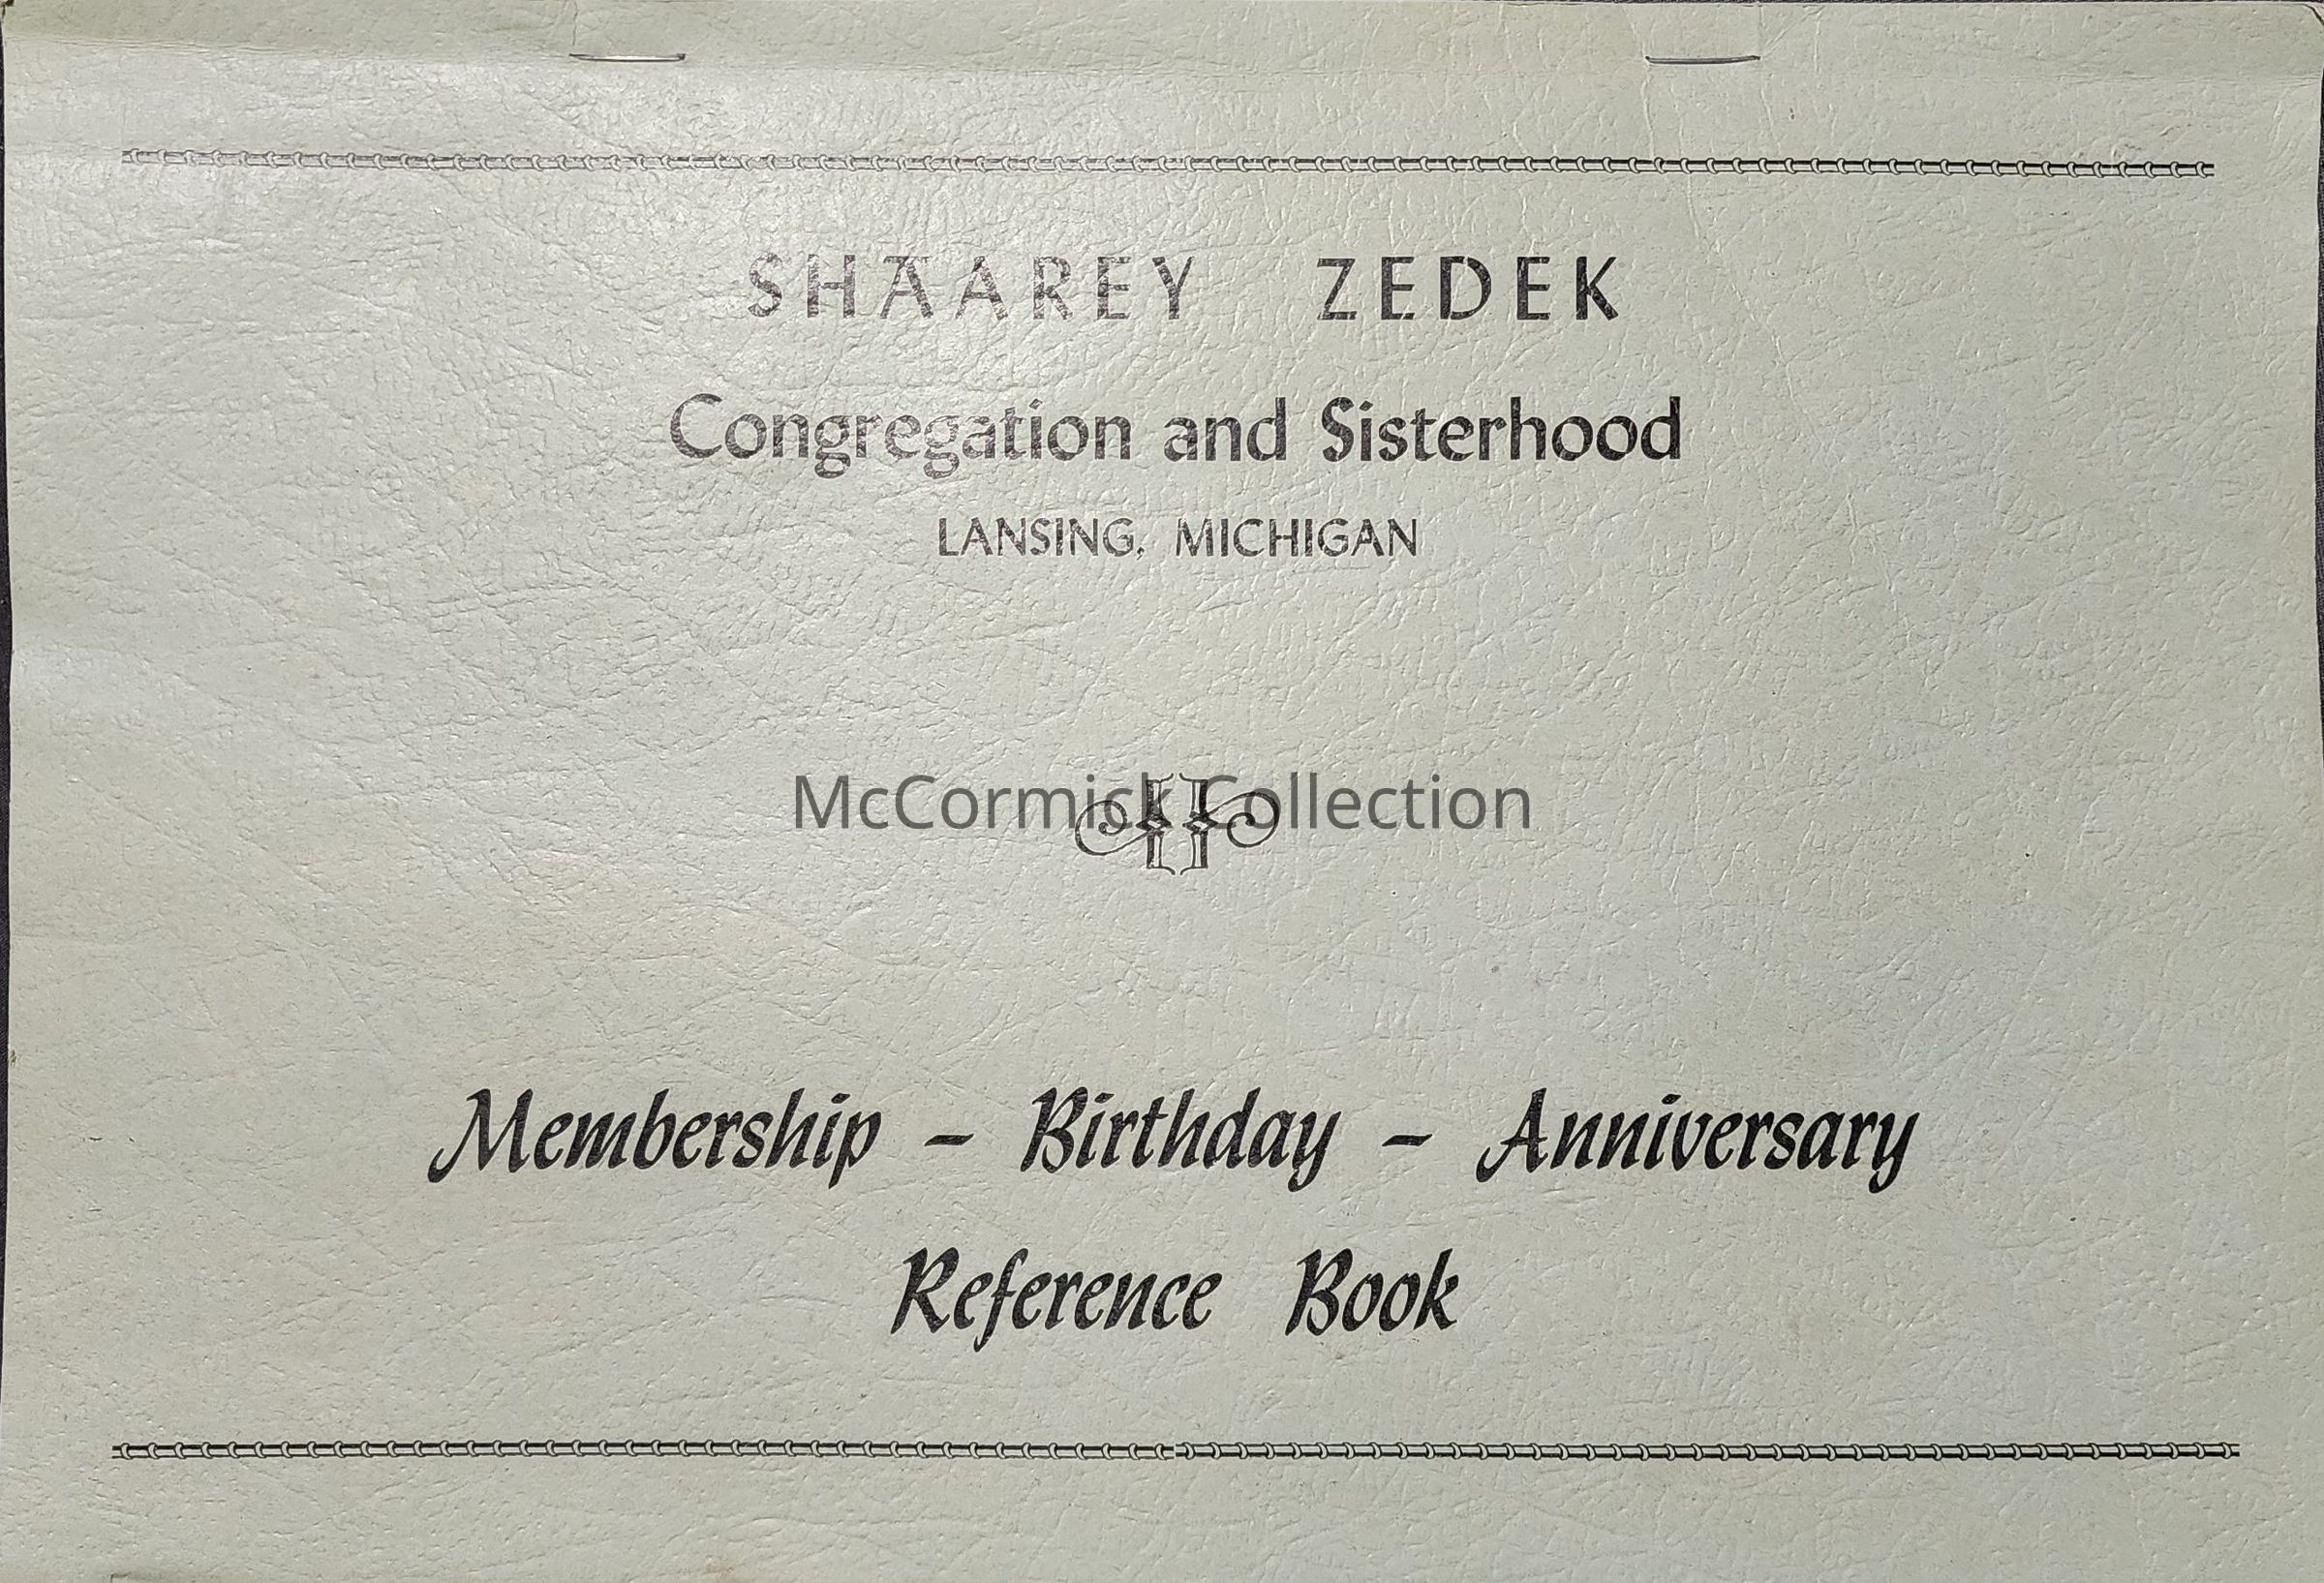 SHAAREY ZEDEK
Congregation and Sisterhood
LANSING, MICHIGAN
McCormick Collection
Membership - Birthday - Anniversary
Reference Book